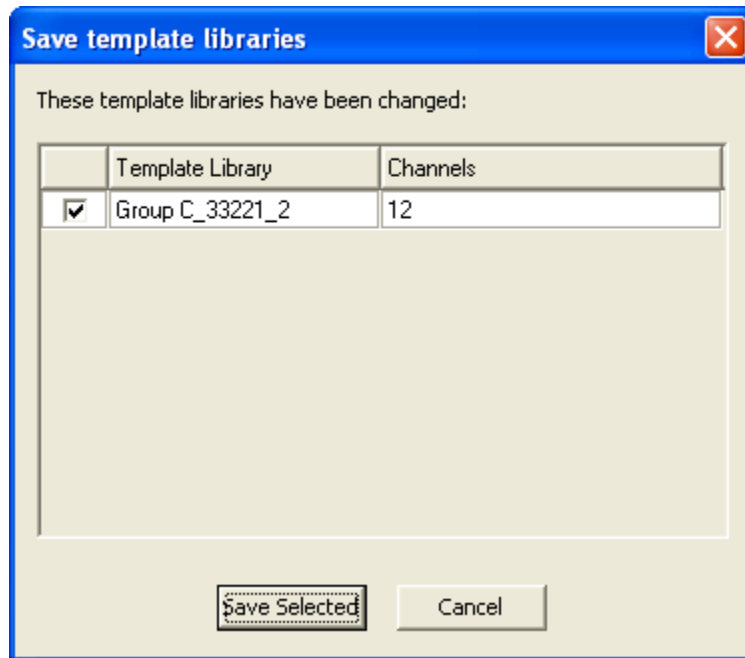 Save template libraries
These template libraries have been changed:
Template Library Channels
Group C_33221_2 12
Save Selected Cancel